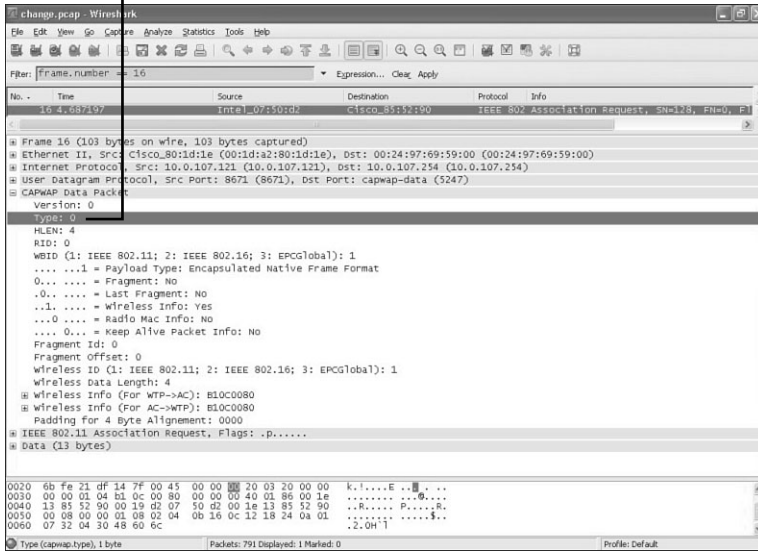 change.pcap - Wireshark
File Edit View Go Capture Analyze Statistics Tools Help
Filter: frame.number == 16 Expression... Clear Apply
No. . Time Source Destination Protocol Info
16 4.687197 Intel_07:50:d2 Cisco_85:52:90 IEEE 802 Association Request, SN=128, FN=0, Fl
Frame 16 (103 bytes on wire, 103 bytes captured)
Ethernet II, Src: Cisco_80:1d:1e (00:1d:a2:80:1d:1e), Dst: 00:24:97:69:59:00 (00:24:97:69:59:00)
Internet Protocol, Src: 10.0.107.121 (10.0.107.121), Dst: 10.0.107.254 (10.0.107.254)
User Datagram Protocol, Src Port: 8671 (8671), Dst Port: capwap-data (5247)
CAPWAP Data Packet
Version: 0
Type: 0
HLEN: 4
RID: 0
WBID (1: IEEE 802.11; 2: IEEE 802.16; 3: EPCGlobal): 1
.... ...1 = Payload Type: Encapsulated Native Frame Format
0... .... = Fragment: No
.0.. .... = Last Fragment: No
..1. .... = Wireless Info: Yes
...0 .... = Radio Mac Info: No
.... 0... = Keep Alive Packet Info: No
Fragment Id: 0
Fragment Offset: 0
Wireless ID (1: IEEE 802.11; 2: IEEE 802.16; 3: EPCGlobal): 1
Wireless Data Length: 4
Wireless Info (For WTP->AC): B10C0080
Wireless Info (For AC->WTP): B10C0080
Padding for 4 Byte Alignement: 0000
IEEE 802.11 Association Request, Flags: .p......
Data (13 bytes)
0020 6b fe 21 df 14 7f 00 45 00 00 00 20 03 20 00 00 k.!....E ... . ..
0030 00 00 01 04 b1 0c 00 80 00 00 00 40 01 86 00 1e ........ ...@....
0040 13 85 52 90 00 19 d2 07 50 d2 00 1e 13 85 52 90 ..R..... P.....R.
0050 00 08 00 00 01 08 02 04 0b 16 0c 12 18 24 0a 01 ........ .....$..
0060 07 32 04 30 48 60 6c .2.0H`l
Type (capwap.type), 1 byte Packets: 791 Displayed: 1 Marked: 0 Profile: Default